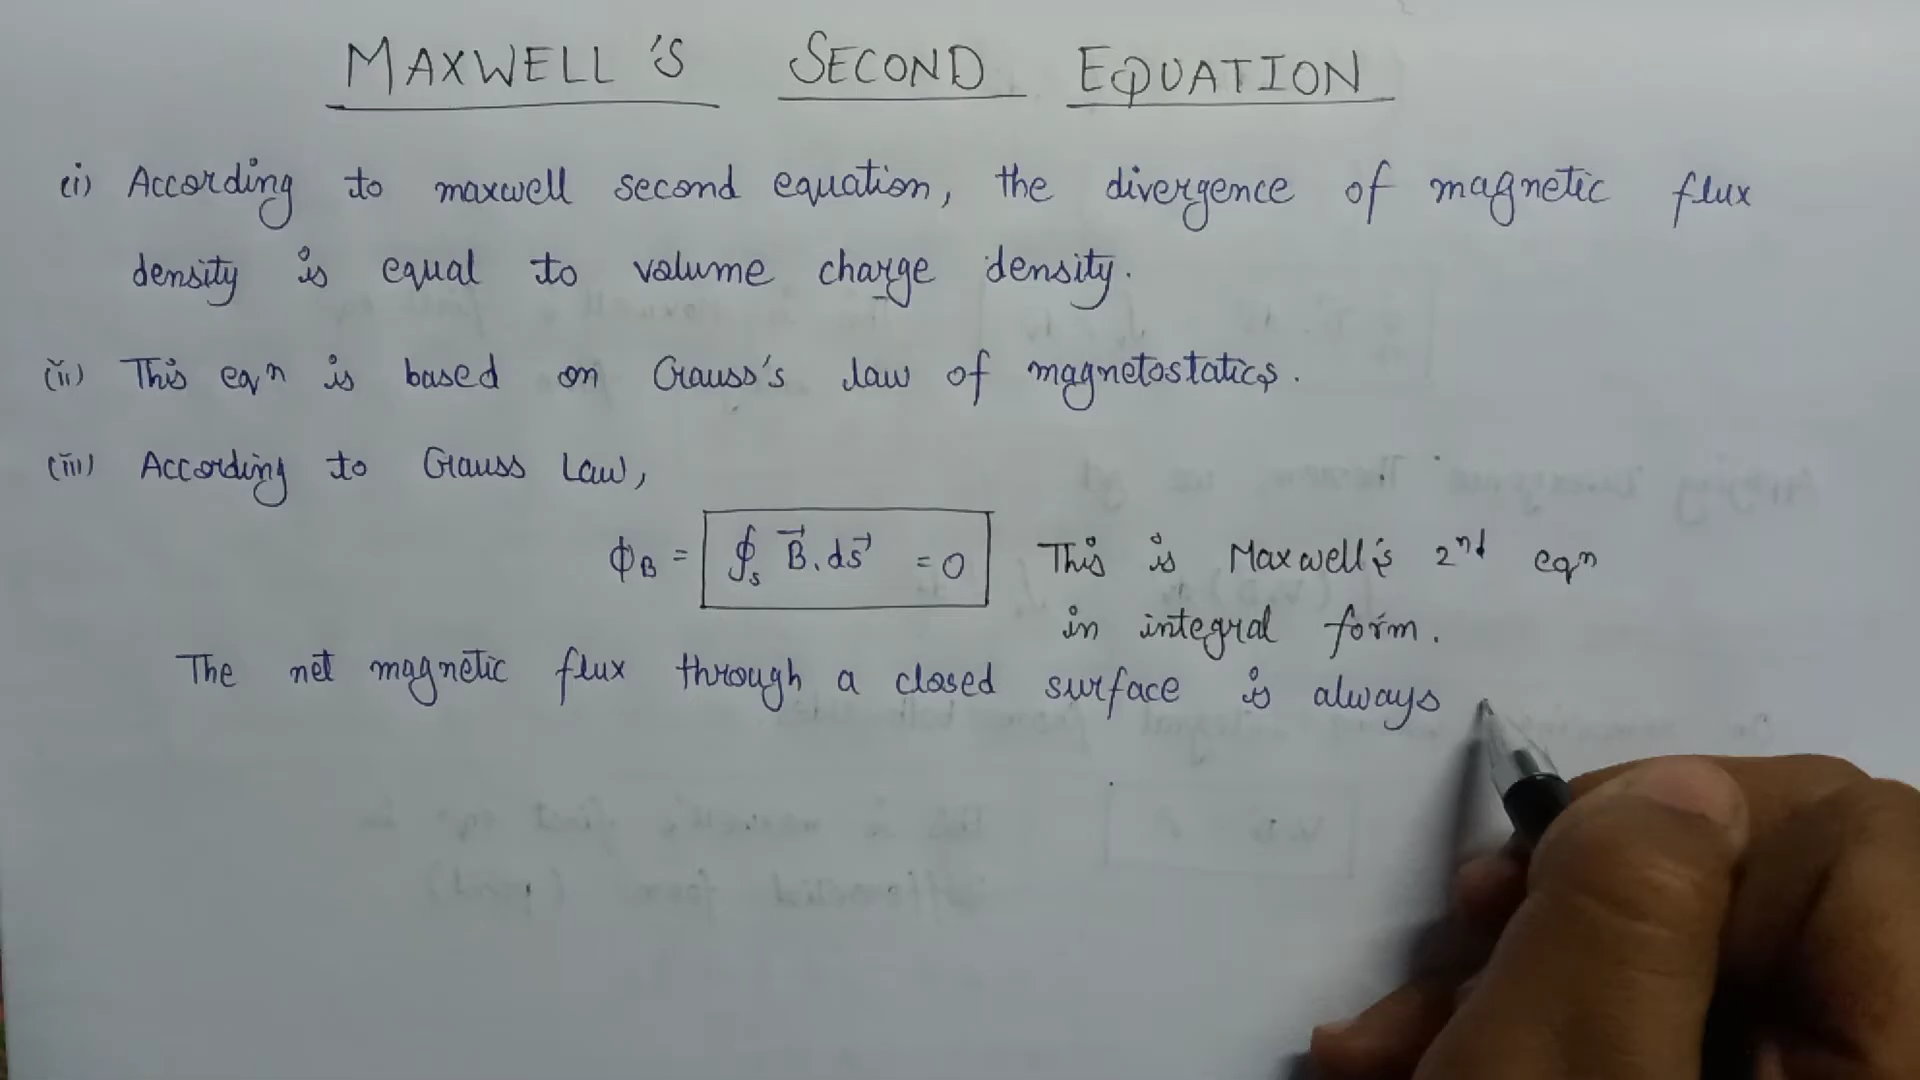 MAXWELL'S SECOND EQUATION
(i) According to maxwell second equation, the divergence of magnetic flux
density is equal to volume charge density.
(ii) This eqn is based on Gauss's law of magnetostatics.
(iii) According to Gauss Law,
ϕB = ∮s B⃗. ds⃗ = 0 This is Maxwell's 2nd eqn
in integral form.
The net magnetic flux through a closed surface is always